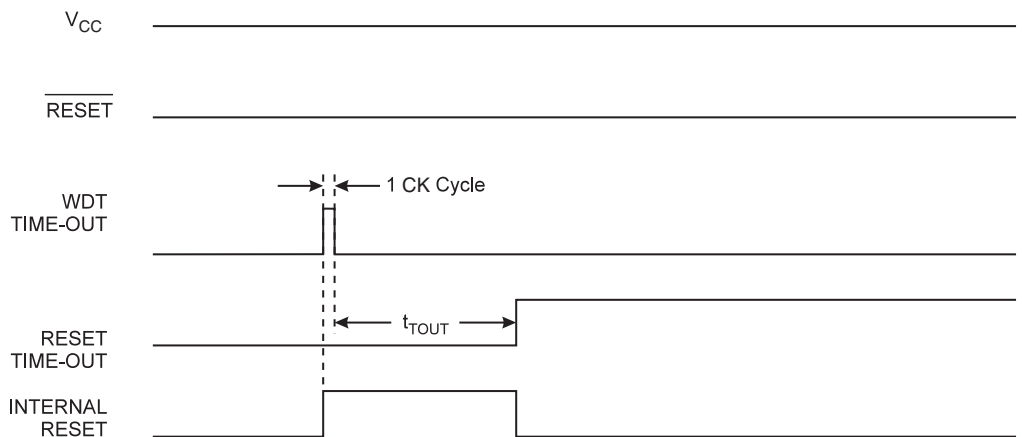 VCC
RESET
1 CK Cycle
WDT
TIME-OUT
RESET
TIME-OUT
tTOUT
INTERNAL
RESET